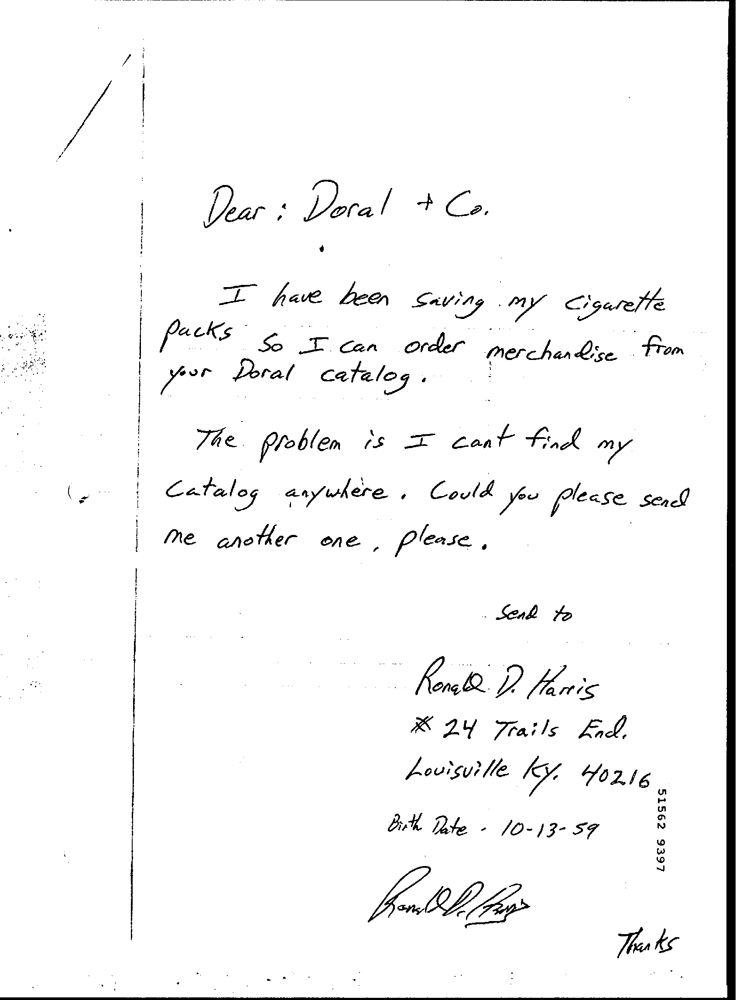 Dear : Doral + Co.
I have been saving my cigarette
packs so I can order merchandise from
your Doral catalog.
The problem is I cant find my
catalog anywhere. Could you please send
me another one, please.
send to
Ronald D. Harris
# 24 Trails End.
Louisville Ky. 40216
Birth Date - 10-13-59
51562 9397
Ronald D. Harris
Thanks